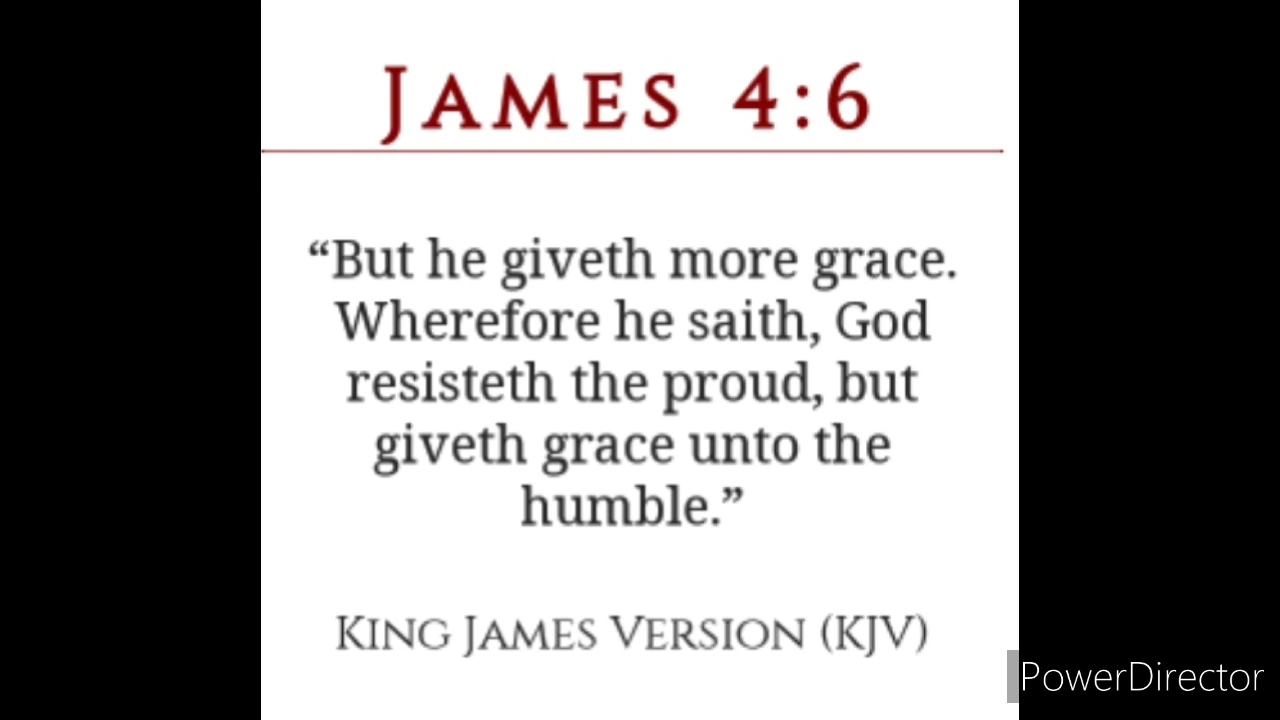 JAMES 4:6
“But he giveth more grace.
Wherefore he saith, God
resisteth the proud, but
giveth grace unto the
humble.”
KING JAMES VERSION (KJV)
PowerDirector